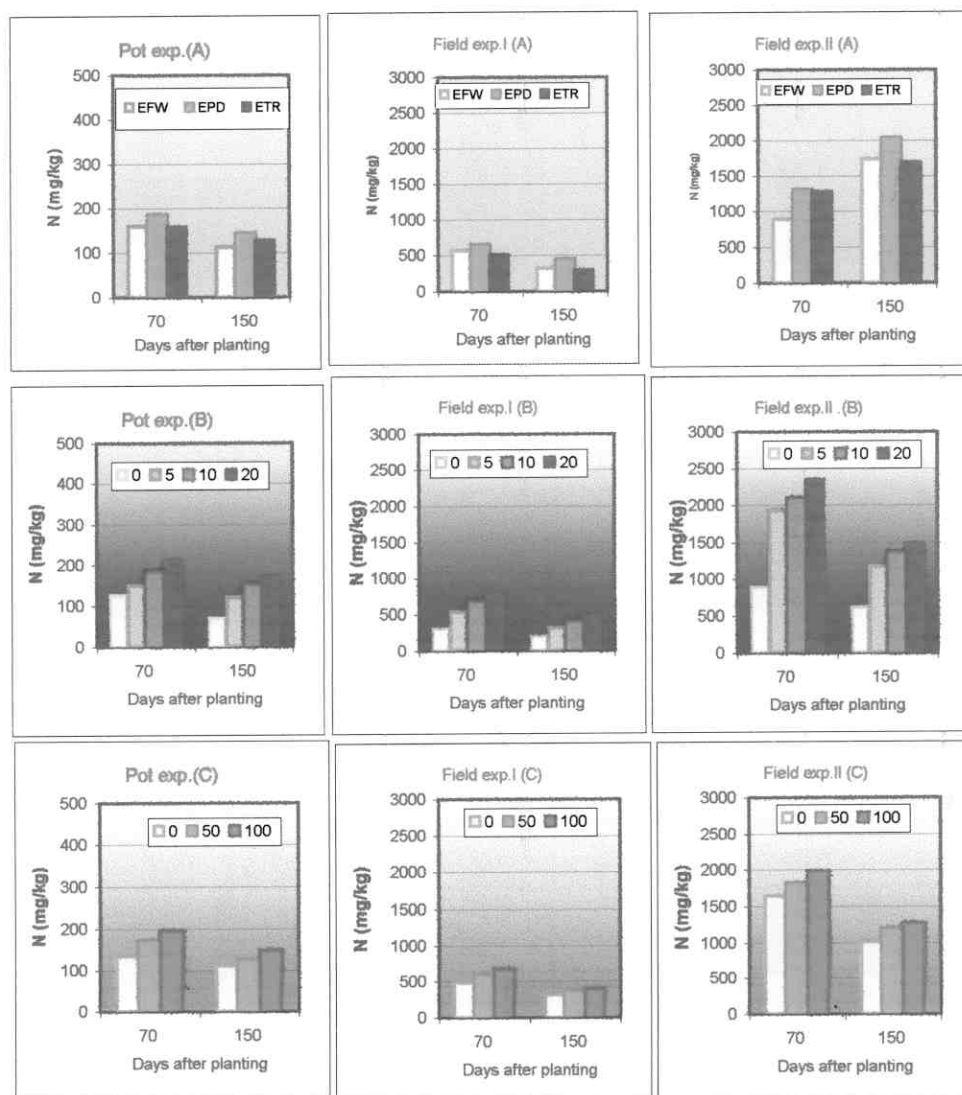 Pot exp.(A)
500
400
300
200
100
0
N (mg/kg)
EFW EPD ETR
70 150
Days after planting
Field exp.I (A)
3000
2500
2000
1500
1000
500
0
N (mg/kg)
EFW EPD ETR
70 150
Days after planting
Field exp.II (A)
3000
2500
2000
1500
1000
500
0
N (mg/kg)
EFW EPD ETR
70 150
Days after planting
Pot exp.(B)
500
400
300
200
100
0
N (mg/kg)
0 5 10 20
70 150
Days after planting
Field exp.I (B)
3000
2500
2000
1500
1000
500
0
N (mg/kg)
0 5 10 20
70 150
Days after planting
Field exp.II .(B)
3000
2500
2000
1500
1000
500
0
N (mg/kg)
0 5 10 20
70 150
Days after planting
Pot exp.(C)
500
400
300
200
100
0
N (mg/kg)
0 50 100
70 150
Days after planting
Field exp.I (C)
3000
2500
2000
1500
1000
500
0
N (mg/kg)
0 50 100
70 150
Days after planting
Field exp.II (C)
3000
2500
2000
1500
1000
500
0
N (mg/kg)
0 50 100
70 150
Days after planting